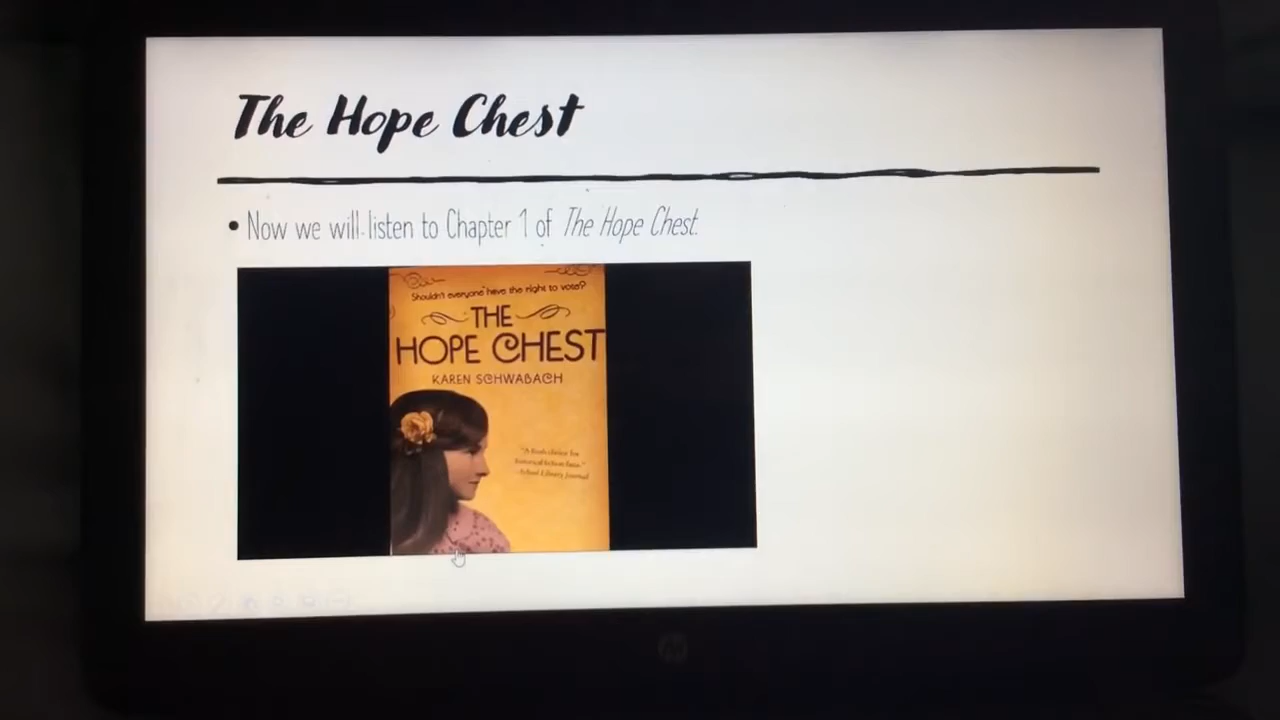 The Hope Chest
• Now we will listen to Chapter 1 of The Hope Chest.
Shouldn't everyone have the right to vote?
THE
HOPE CHEST
KAREN SCHWABACH
"A fresh choice for
historical fiction fans."
-School Library Journal
hp